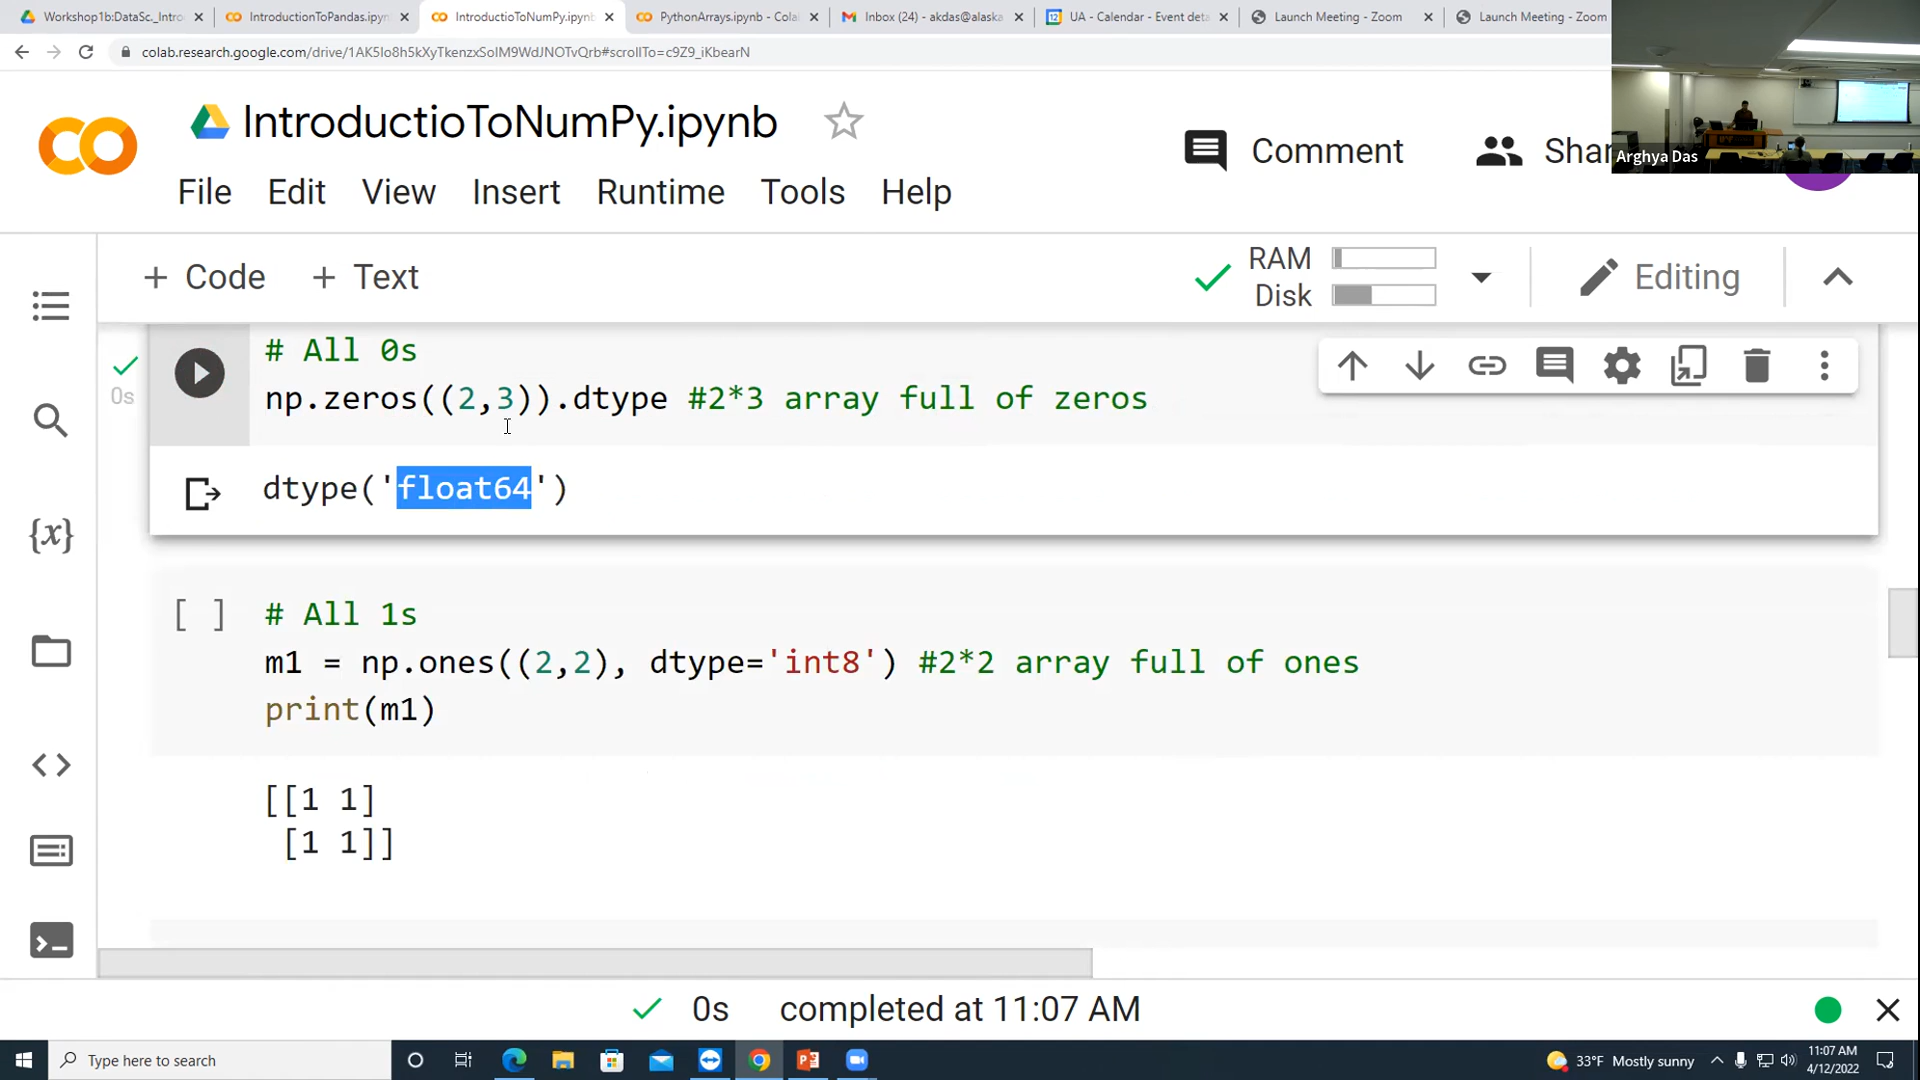 Workshop1b:DataSc._Intro
IntroductionToPandas.ipyn
IntroductioToNumPy.ipynb
PythonArrays.ipynb - Cola
Inbox (24) - akdas@alaska
UA - Calendar - Event deta
Launch Meeting - Zoom
Launch Meeting - Zoom
colab.research.google.com/drive/1AK5Io8h5kXyTkenzxSoIM9WdJNOTvQrb#scrollTo=c9Z9_iKbearN
IntroductioToNumPy.ipynb
Comment
Shar
Arghya Das
File Edit View Insert Runtime Tools Help
+ Code + Text
RAM
Disk
Editing
0s
# All 0s
np.zeros((2,3)).dtype #2*3 array full of zeros
dtype('float64')
[ ]
# All 1s
m1 = np.ones((2,2), dtype='int8') #2*2 array full of ones
print(m1)
[[1 1]
[1 1]]
{x}
0s completed at 11:07 AM
Type here to search
33°F Mostly sunny
11:07 AM
4/12/2022